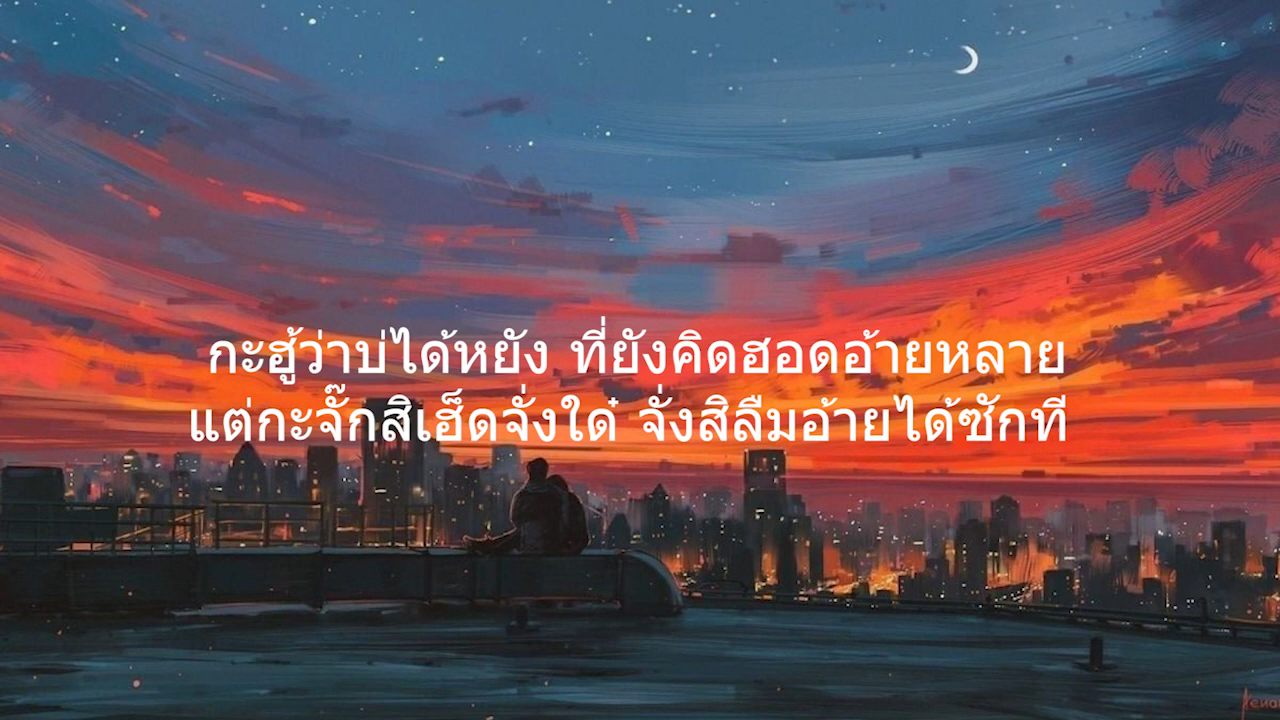 กะฮู้ว่าบ่ได้หยัง ที่ยังคิดฮอดอ้ายหลาย
แต่กะจั๊กสิเฮ็ดจั่งใด๋ จั่งสิลืมอ้ายได้ซักที